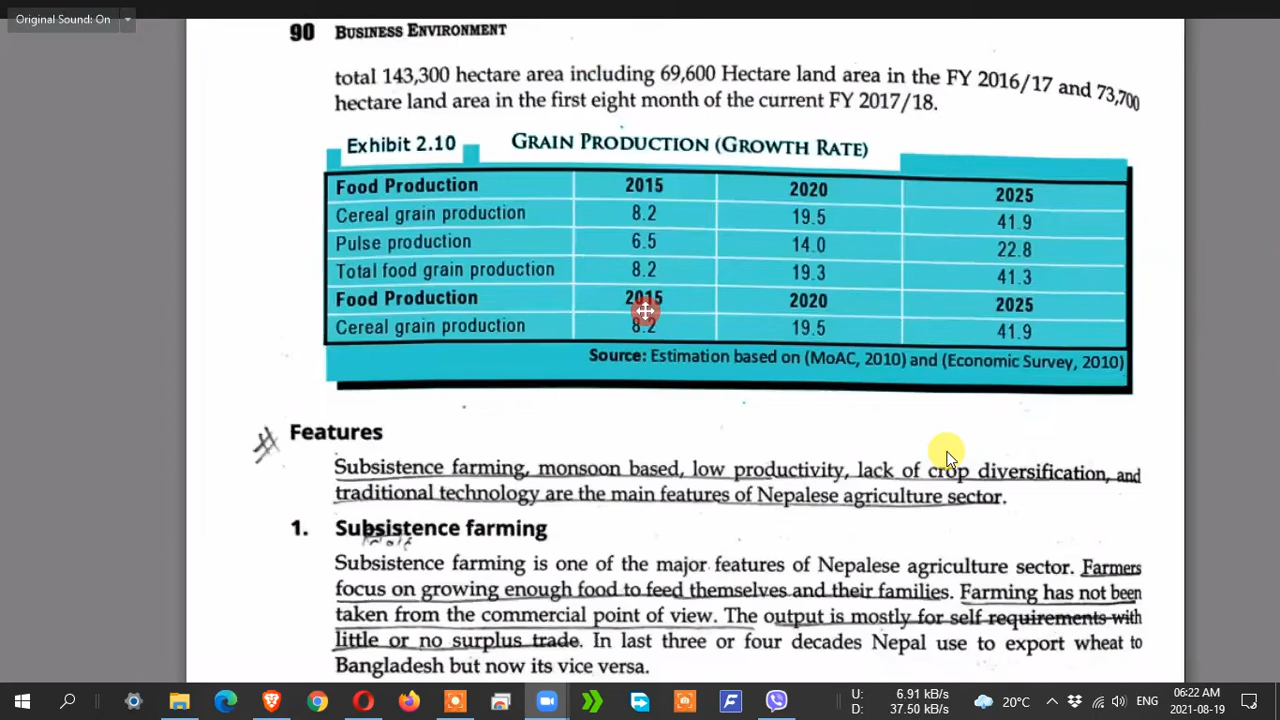 Original Sound: On
90 BUSINESS ENVIRONMENT
total 143,300 hectare area including 69,600 Hectare land area in the FY 2016/17 and 73,700
hectare land area in the first eight month of the current FY 2017/18.
Exhibit 2.10 GRAIN PRODUCTION (GROWTH RATE)
Food Production 2015 2020 2025
Cereal grain production 8.2 19.5 41.9
Pulse production 6.5 14.0 22.8
Total food grain production 8.2 19.3 41.3
Food Production 2015 2020 2025
Cereal grain production 8.2 19.5 41.9
Source: Estimation based on (MoAC, 2010) and (Economic Survey, 2010)
Features
Subsistence farming, monsoon based, low productivity, lack of crop diversification, and
traditional technology are the main features of Nepalese agriculture sector.
1. Subsistence farming
Subsistence farming is one of the major features of Nepalese agriculture sector. Farmers
focus on growing enough food to feed themselves and their families. Farming has not been
taken from the commercial point of view. The output is mostly for self requirements with
little or no surplus trade. In last three or four decades Nepal use to export wheat to
Bangladesh but now its vice versa.
U: 6.91 kB/s
D: 37.50 kB/s
20°C
ENG
06:22 AM
2021-08-19